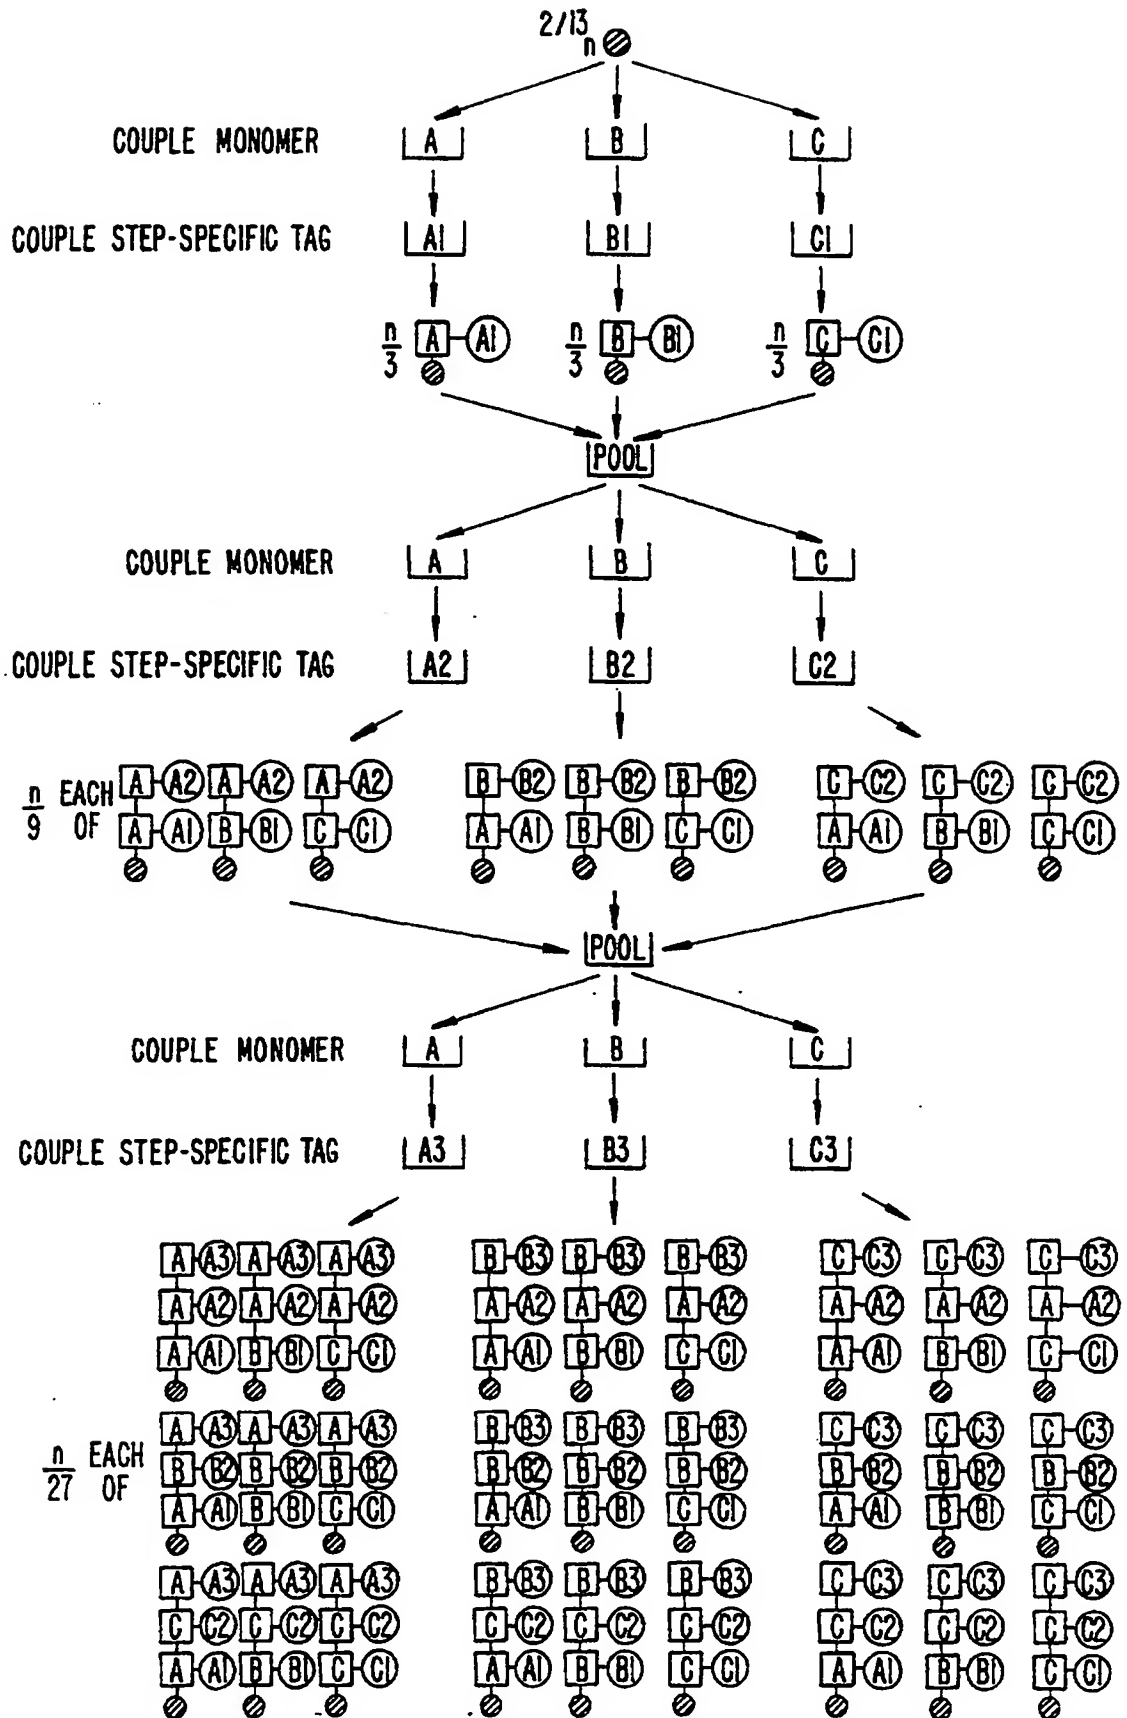 2/13
n
COUPLE MONOMER A B C
COUPLE STEP-SPECIFIC TAG A1 B1 C1
n/3 A A1 n/3 B B1 n/3 C C1
POOL
COUPLE MONOMER A B C
COUPLE STEP-SPECIFIC TAG A2 B2 C2
n/9 EACH OF
A A2 A A2 A A2 B B2 B B2 B B2 C C2 C C2 C C2
A A1 B B1 C C1 A A1 B B1 C C1 A A1 B B1 C C1
POOL
COUPLE MONOMER A B C
COUPLE STEP-SPECIFIC TAG A3 B3 C3
A A3 A A3 A A3 B B3 B B3 B B3 C C3 C C3 C C3
A A2 A A2 A A2 A A2 A A2 A A2 A A2 A A2 A A2
A A1 B B1 C C1 A A1 B B1 C C1 A A1 B B1 C C1
n/27 EACH OF
A A3 A A3 A A3 B B3 B B3 B B3 C C3 C C3 C C3
B B2 B B2 B B2 B B2 B B2 B B2 B B2 B B2 B B2
A A1 B B1 C C1 A A1 B B1 C C1 A A1 B B1 C C1
A A3 A A3 A A3 B B3 B B3 B B3 C C3 C C3 C C3
C C2 C C2 C C2 C C2 C C2 C C2 C C2 C C2 C C2
A A1 B B1 C C1 A A1 B B1 C C1 A A1 B B1 C C1